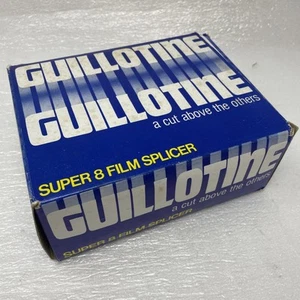 GUILLOTINE
GUILLOTINE
a cut above the others
SUPER 8 FILM SPLICER
GUILLOTINE
a cut above the others
SUPER 8 FILM SPLICER